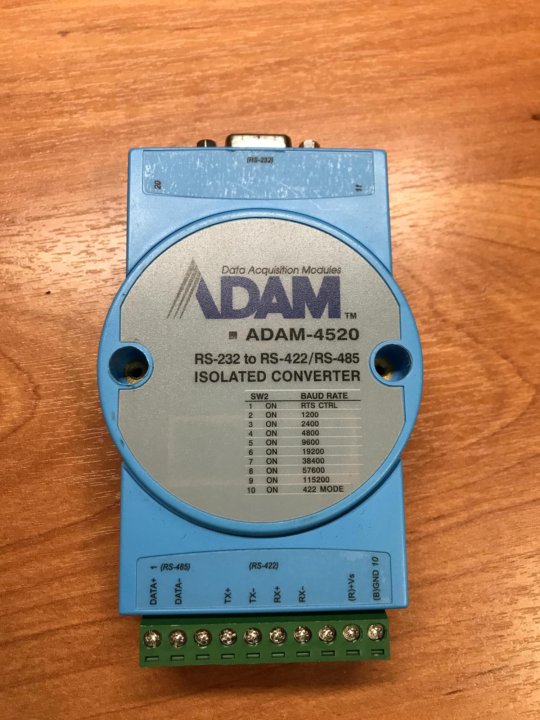 (RS-232)
20 11
Data Acquisition Modules
ADAM™
ADAM-4520
RS-232 to RS-422/RS-485
ISOLATED CONVERTER
SW2 BAUD RATE
1 ON RTS CTRL
2 ON 1200
3 ON 2400
4 ON 4800
5 ON 9600
6 ON 19200
7 ON 38400
8 ON 57600
9 ON 115200
10 ON 422 MODE
1 (RS-485) (RS-422) 10
DATA+ DATA- TX+ TX- RX+ RX- (R)+Vs (B)GND